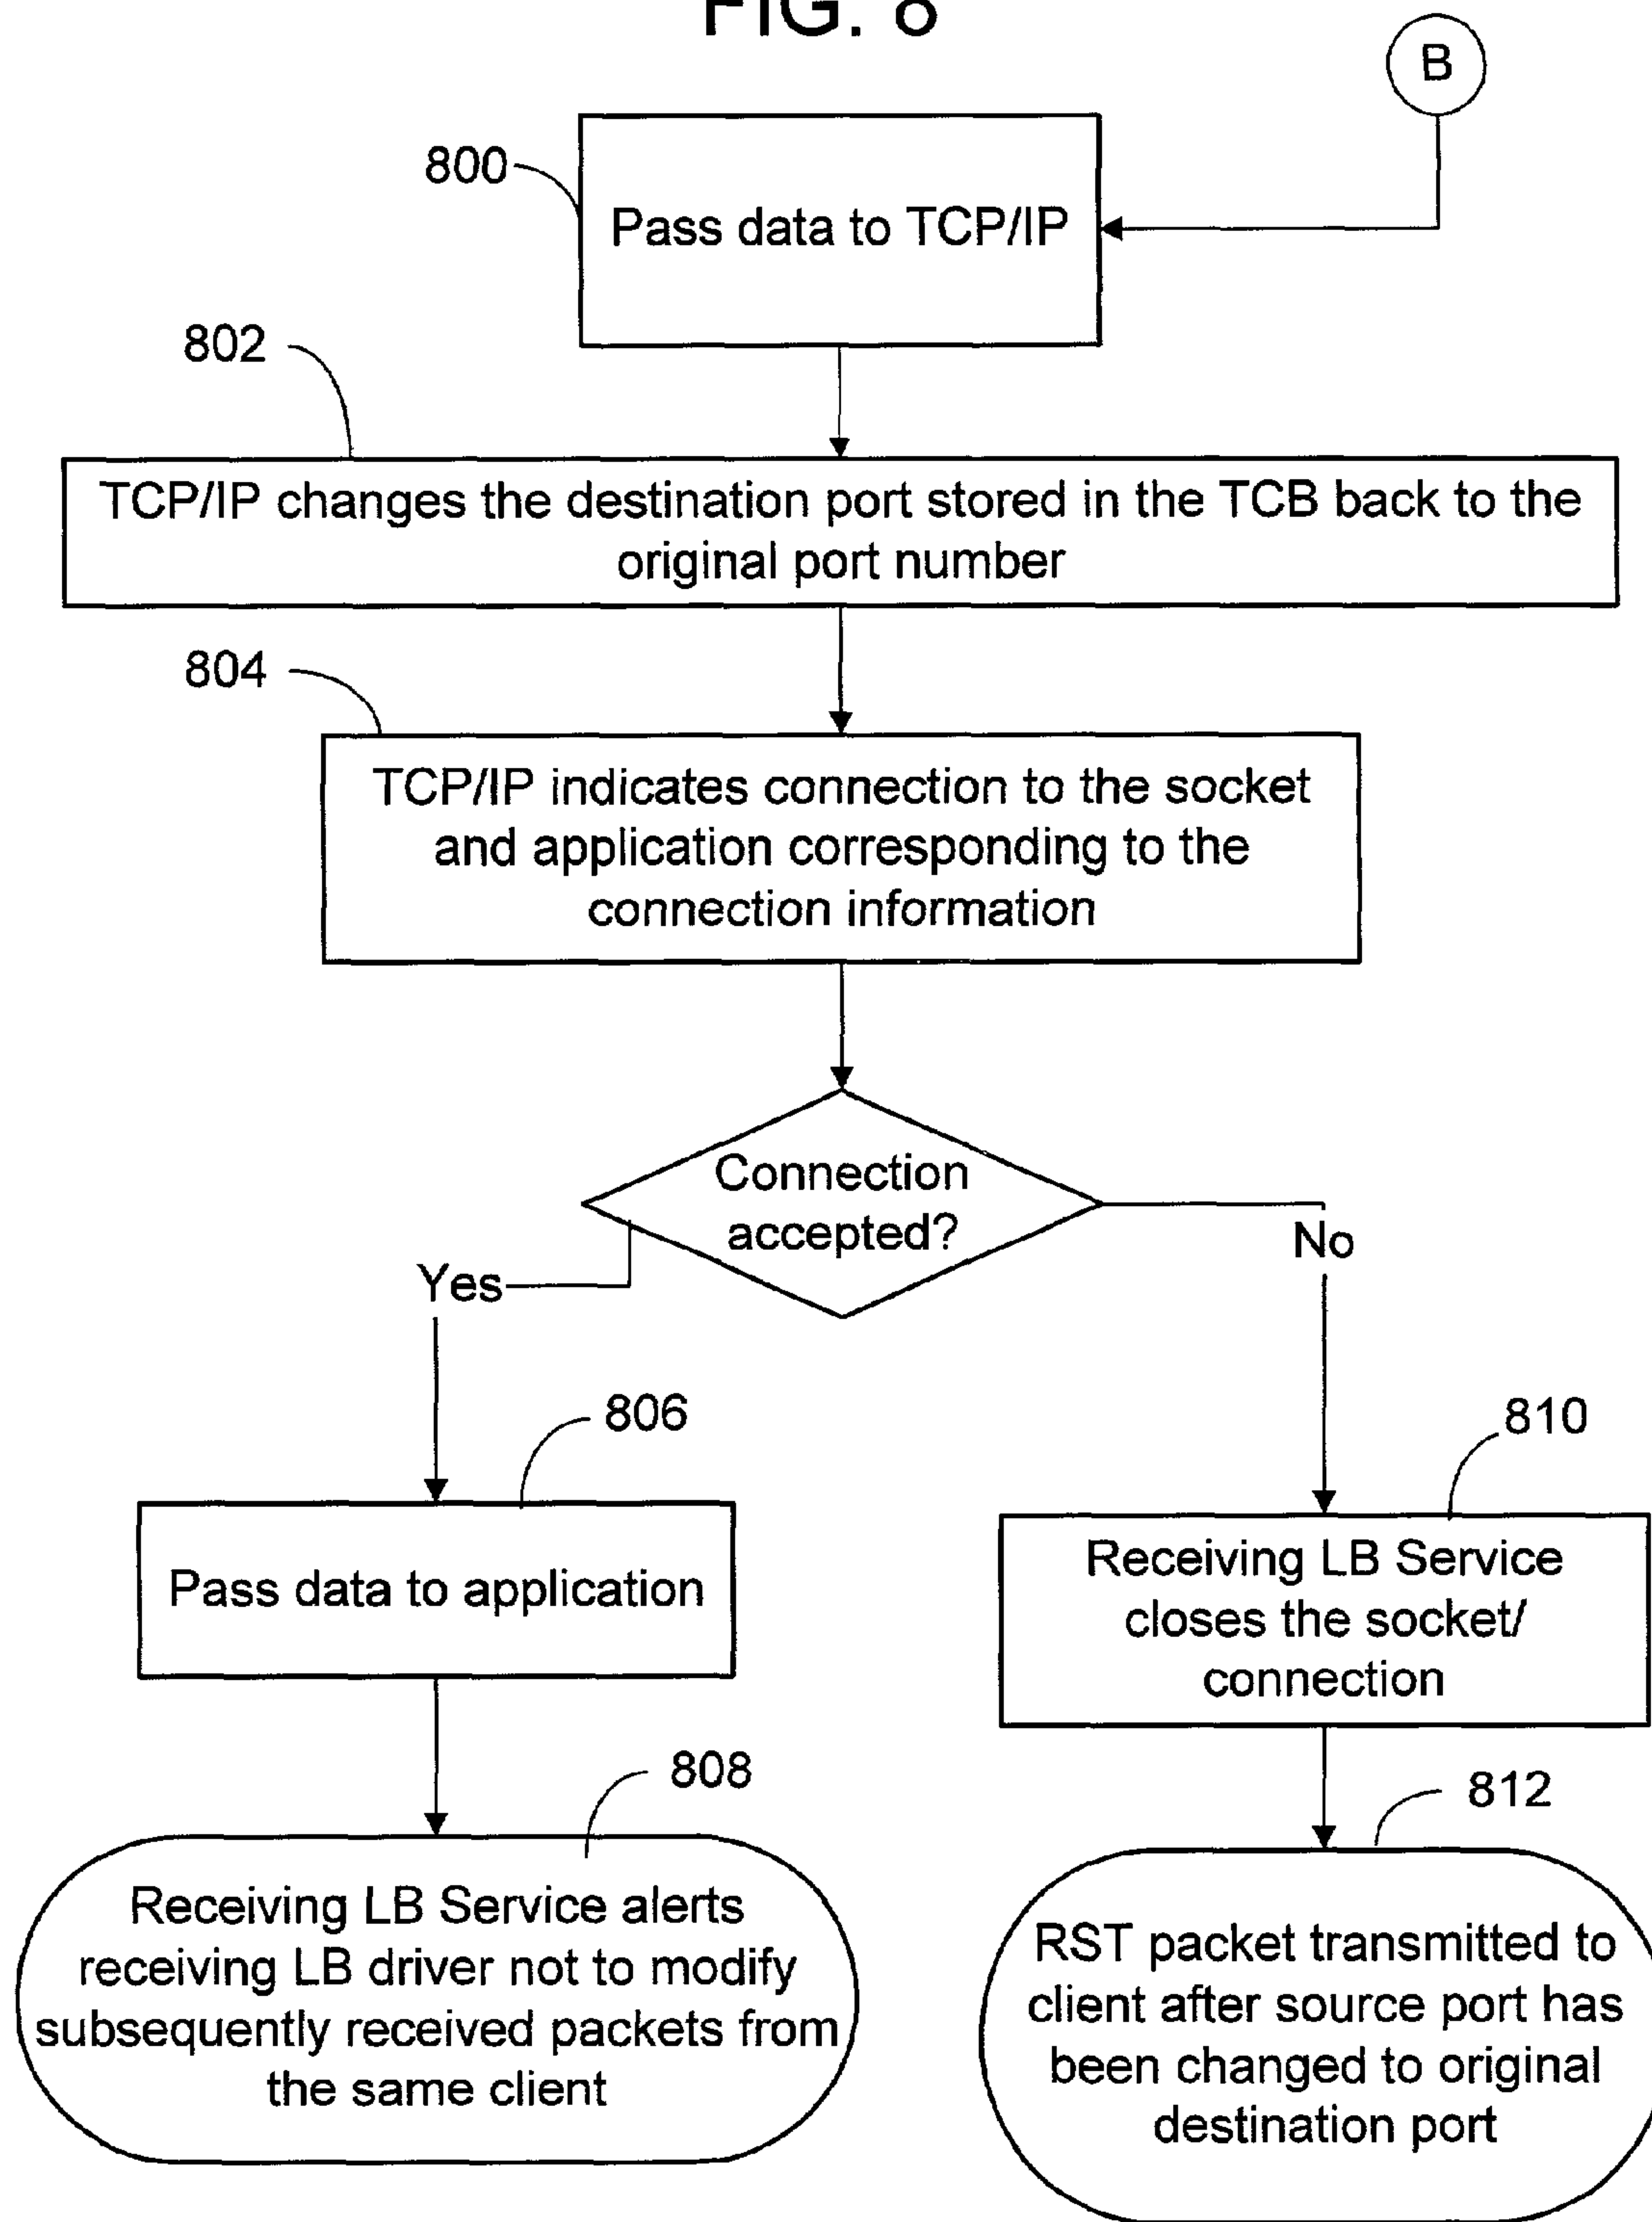 FIG. 8
B
800
Pass data to TCP/IP
802
TCP/IP changes the destination port stored in the TCB back to the
original port number
804
TCP/IP indicates connection to the socket
and application corresponding to the
connection information
Connection
accepted?
Yes
No
806
Pass data to application
810
Receiving LB Service
closes the socket/
connection
808
Receiving LB Service alerts
receiving LB driver not to modify
subsequently received packets from
the same client
812
RST packet transmitted to
client after source port has
been changed to original
destination port